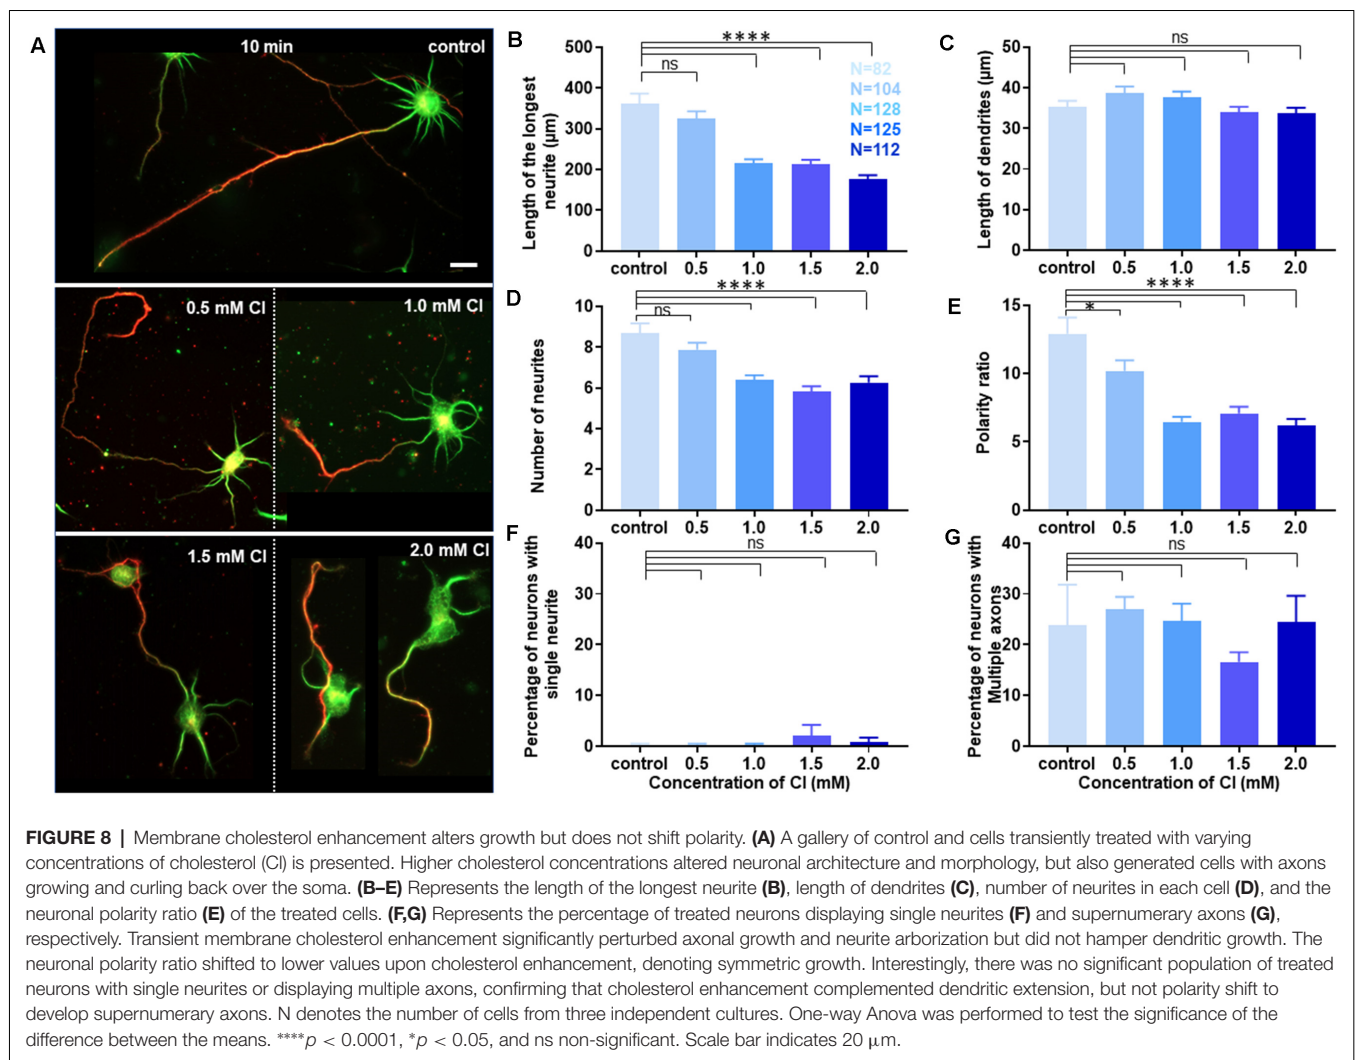 A
10 min
control
0.5 mM Cl
1.0 mM Cl
1.5 mM Cl
2.0 mM Cl
B
Length of the longest
neurite (µm)
500
400
300
200
100
0
ns
****
N=82
N=104
N=128
N=125
N=112
control 0.5 1.0 1.5 2.0
C
Length of dendrites (µm)
50
40
30
20
10
0
ns
control 0.5 1.0 1.5 2.0
D
Number of neurites
10
8
6
4
2
0
ns
****
control 0.5 1.0 1.5 2.0
E
Polarity ratio
15
10
5
0
*
****
control 0.5 1.0 1.5 2.0
F
Percentage of neurons with
single neurite
40
30
20
10
0
ns
control 0.5 1.0 1.5 2.0
Concentration of Cl (mM)
G
Percentage of neurons with
Multiple axons
40
30
20
10
0
ns
control 0.5 1.0 1.5 2.0
Concentration of Cl (mM)
FIGURE 8 | Membrane cholesterol enhancement alters growth but does not shift polarity. (A) A gallery of control and cells transiently treated with varying
concentrations of cholesterol (Cl) is presented. Higher cholesterol concentrations altered neuronal architecture and morphology, but also generated cells with axons
growing and curling back over the soma. (B–E) Represents the length of the longest neurite (B), length of dendrites (C), number of neurites in each cell (D), and the
neuronal polarity ratio (E) of the treated cells. (F,G) Represents the percentage of treated neurons displaying single neurites (F) and supernumerary axons (G),
respectively. Transient membrane cholesterol enhancement significantly perturbed axonal growth and neurite arborization but did not hamper dendritic growth. The
neuronal polarity ratio shifted to lower values upon cholesterol enhancement, denoting symmetric growth. Interestingly, there was no significant population of treated
neurons with single neurites or displaying multiple axons, confirming that cholesterol enhancement complemented dendritic extension, but not polarity shift to
develop supernumerary axons. N denotes the number of cells from three independent cultures. One-way Anova was performed to test the significance of the
difference between the means. ****p < 0.0001, *p < 0.05, and ns non-significant. Scale bar indicates 20 µm.